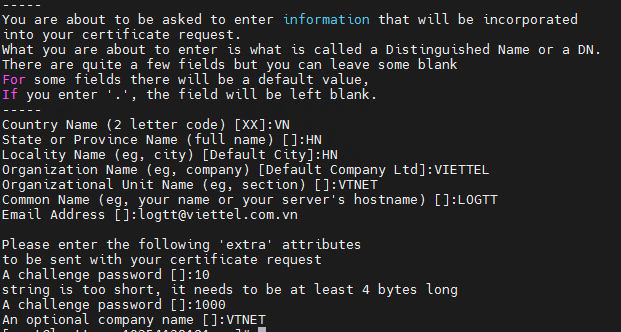 -----
You are about to be asked to enter information that will be incorporated
into your certificate request.
What you are about to enter is what is called a Distinguished Name or a DN.
There are quite a few fields but you can leave some blank
For some fields there will be a default value,
If you enter '.', the field will be left blank.
-----
Country Name (2 letter code) [XX]:VN
State or Province Name (full name) []:HN
Locality Name (eg, city) [Default City]:HN
Organization Name (eg, company) [Default Company Ltd]:VIETTEL
Organizational Unit Name (eg, section) []:VTNET
Common Name (eg, your name or your server's hostname) []:LOGTT
Email Address []:logtt@viettel.com.vn

Please enter the following 'extra' attributes
to be sent with your certificate request
A challenge password []:10
string is too short, it needs to be at least 4 bytes long
A challenge password []:1000
An optional company name []:VTNET